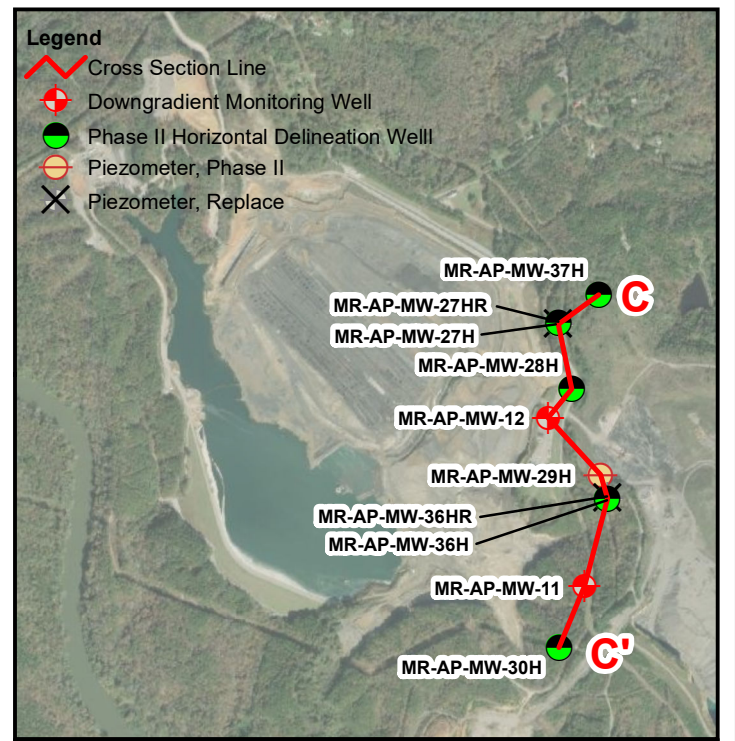 Legend
Cross Section Line
Downgradient Monitoring Well
Phase II Horizontal Delineation Welll
Piezometer, Phase II
Piezometer, Replace
MR-AP-MW-37H
C
MR-AP-MW-27HR
MR-AP-MW-27H
MR-AP-MW-28H
MR-AP-MW-12
MR-AP-MW-29H
MR-AP-MW-36HR
MR-AP-MW-36H
MR-AP-MW-11
C'
MR-AP-MW-30H